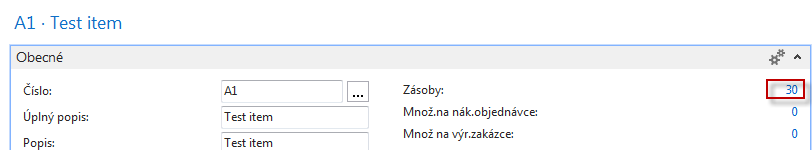 A1 · Test item
Obecné
Číslo: A1 ... Zásoby: 30
Úplný popis: Test item Množ.na nák.objednávce: 0
Popis: Test item Množ na výr.zakázce: 0